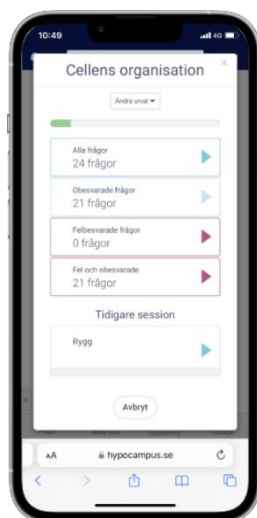 10:49
4G
Cellens organisation
×
Ändra urval
Alla frågor
24 frågor
Obesvarade frågor
21 frågor
Felbesvarade frågor
0 frågor
Fel och obesvarade
21 frågor
Tidigare session
Rygg
Avbryt
AA hypocampus.se